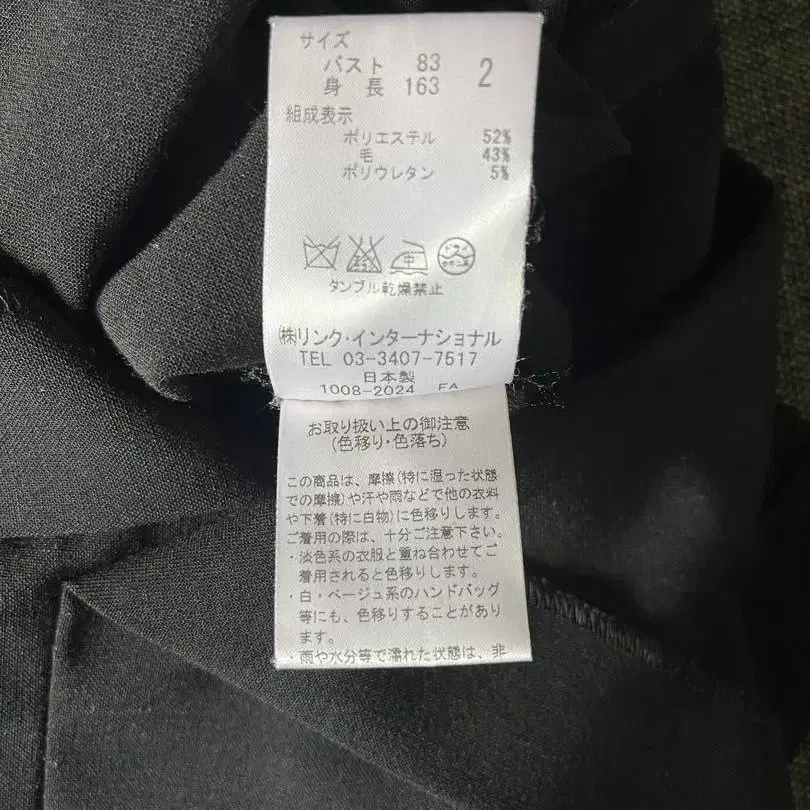 サイズ
バスト 83 2
身長 163
組成表示
ポリエステル 52%
毛 43%
ポリウレタン 5%
中 ドライ
タンブル乾燥禁止
㈱リンク・インターナショナル
TEL 03-3407-7517
日本製
1008-2024 FA
お取り扱い上の御注意
(色移り・色落ち)
この商品は、摩擦(特に湿った状態
での摩擦)や汗や雨などで他の衣料
や下着(特に白物)に色移りします。
ご着用の際は、十分ご注意下さい。
・淡色系の衣服と重ね合わせてご
着用されると色移りします。
・白・ベージュ系のハンドバッグ
等にも、色移りすることがあり
ます。
・雨や水分等で濡れた状態は、非